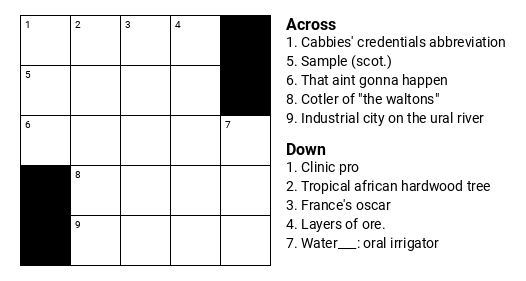 1 2 3 4
5
6 7
8
9
Across
1. Cabbies' credentials abbreviation
5. Sample (scot.)
6. That aint gonna happen
8. Cotler of "the waltons"
9. Industrial city on the ural river
Down
1. Clinic pro
2. Tropical african hardwood tree
3. France's oscar
4. Layers of ore.
7. Water___: oral irrigator